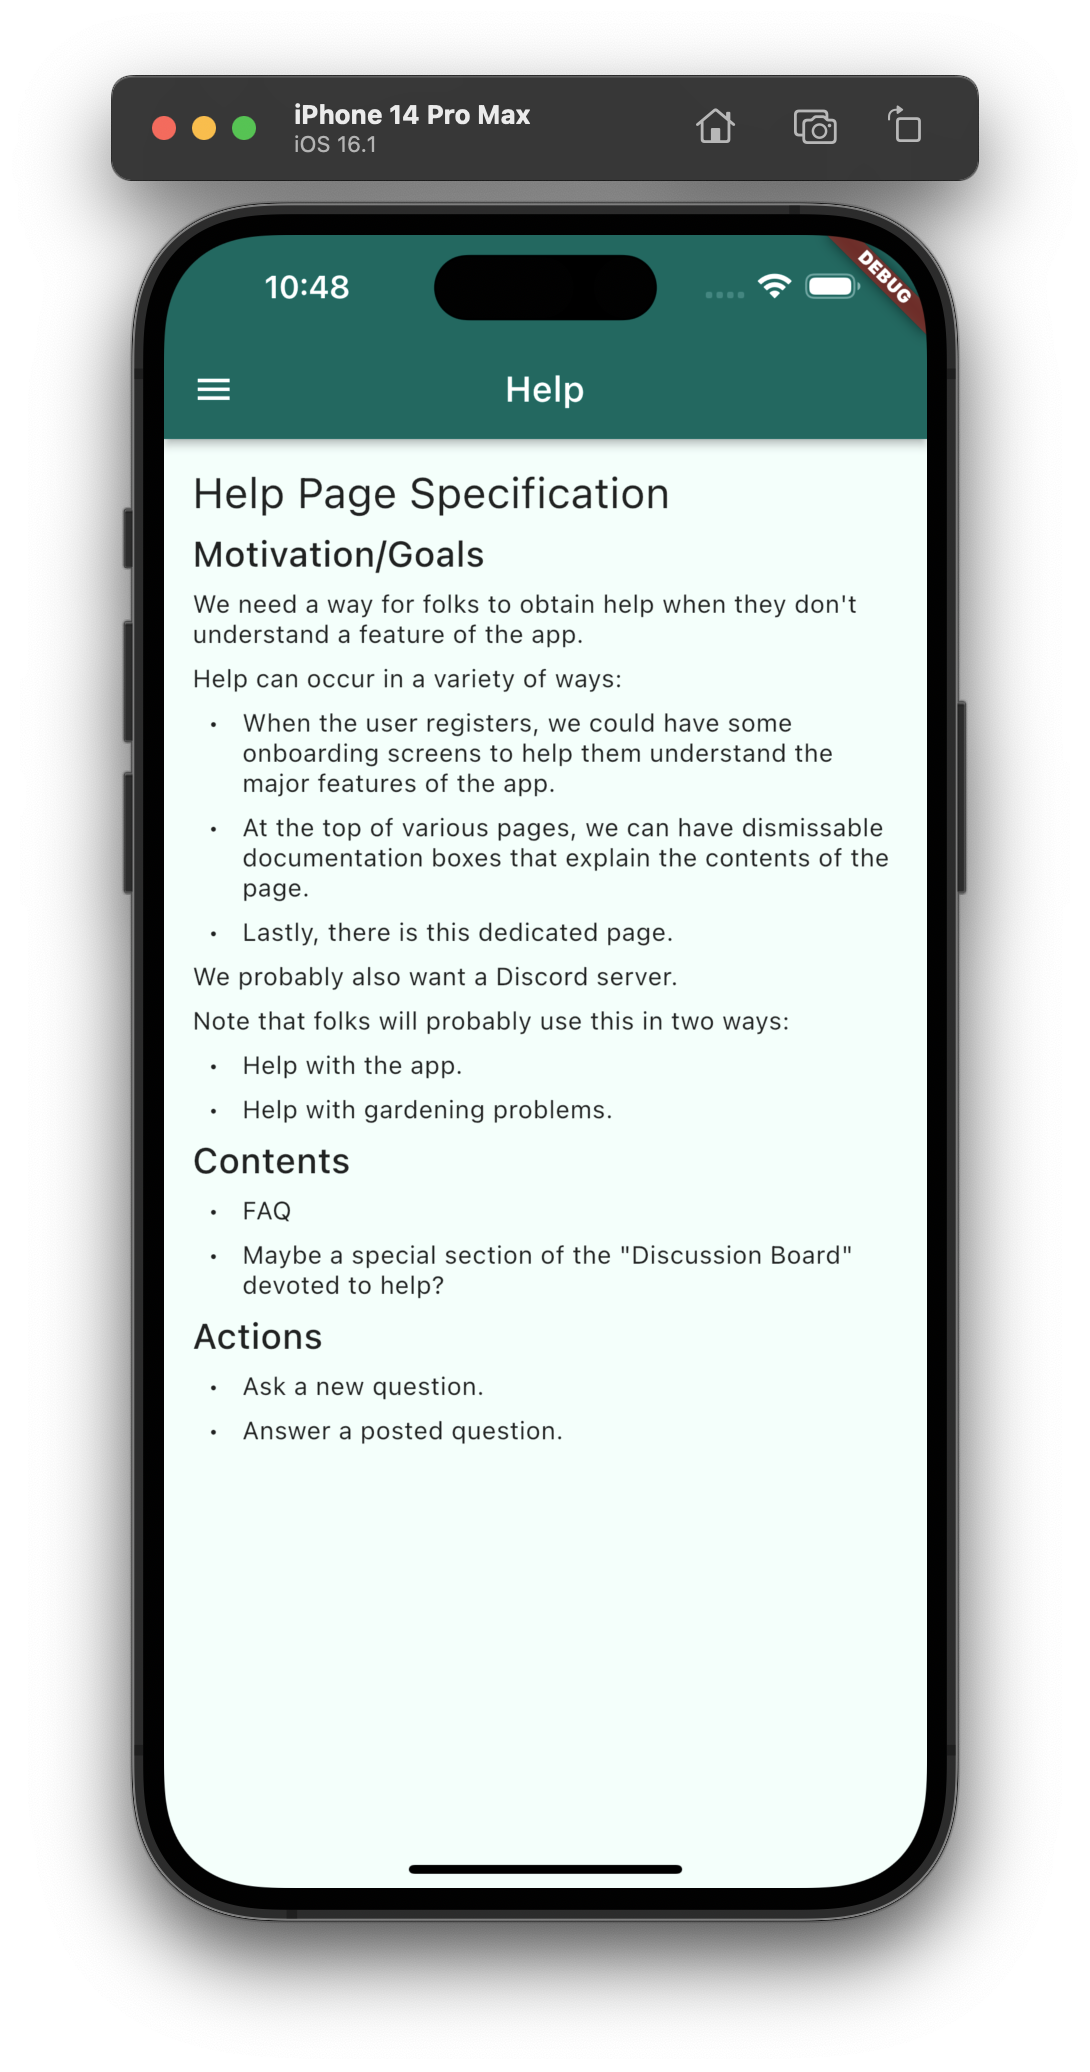 iPhone 14 Pro Max
iOS 16.1
10:48
DEBUG
Help
Help Page Specification
Motivation/Goals
We need a way for folks to obtain help when they don't
understand a feature of the app.
Help can occur in a variety of ways:
• When the user registers, we could have some
onboarding screens to help them understand the
major features of the app.
• At the top of various pages, we can have dismissable
documentation boxes that explain the contents of the
page.
• Lastly, there is this dedicated page.
We probably also want a Discord server.
Note that folks will probably use this in two ways:
• Help with the app.
• Help with gardening problems.
Contents
• FAQ
• Maybe a special section of the "Discussion Board"
devoted to help?
Actions
• Ask a new question.
• Answer a posted question.